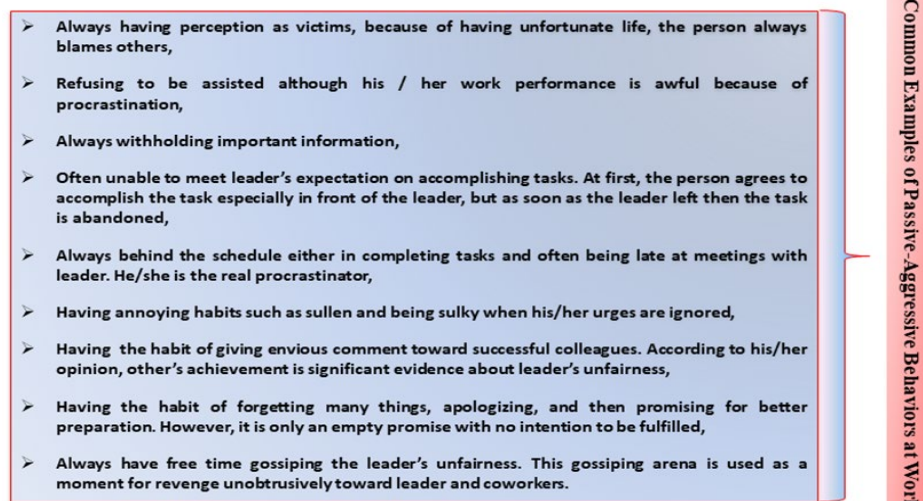 ➢ Always having perception as victims, because of having unfortunate life, the person always
blames others,
➢ Refusing to be assisted although his / her work performance is awful because of
procrastination,
➢ Always withholding important information,
➢ Often unable to meet leader's expectation on accomplishing tasks. At first, the person agrees to
accomplish the task especially in front of the leader, but as soon as the leader left then the task
is abandoned,
➢ Always behind the schedule either in completing tasks and often being late at meetings with
leader. He/she is the real procrastinator,
➢ Having annoying habits such as sullen and being sulky when his/her urges are ignored,
➢ Having the habit of giving envious comment toward successful colleagues. According to his/her
opinion, other's achievement is significant evidence about leader's unfairness,
➢ Having the habit of forgetting many things, apologizing, and then promising for better
preparation. However, it is only an empty promise with no intention to be fulfilled,
➢ Always have free time gossiping the leader's unfairness. This gossiping arena is used as a
moment for revenge unobtrusively toward leader and coworkers.
Common Examples of Passive-Aggressive Behaviors at